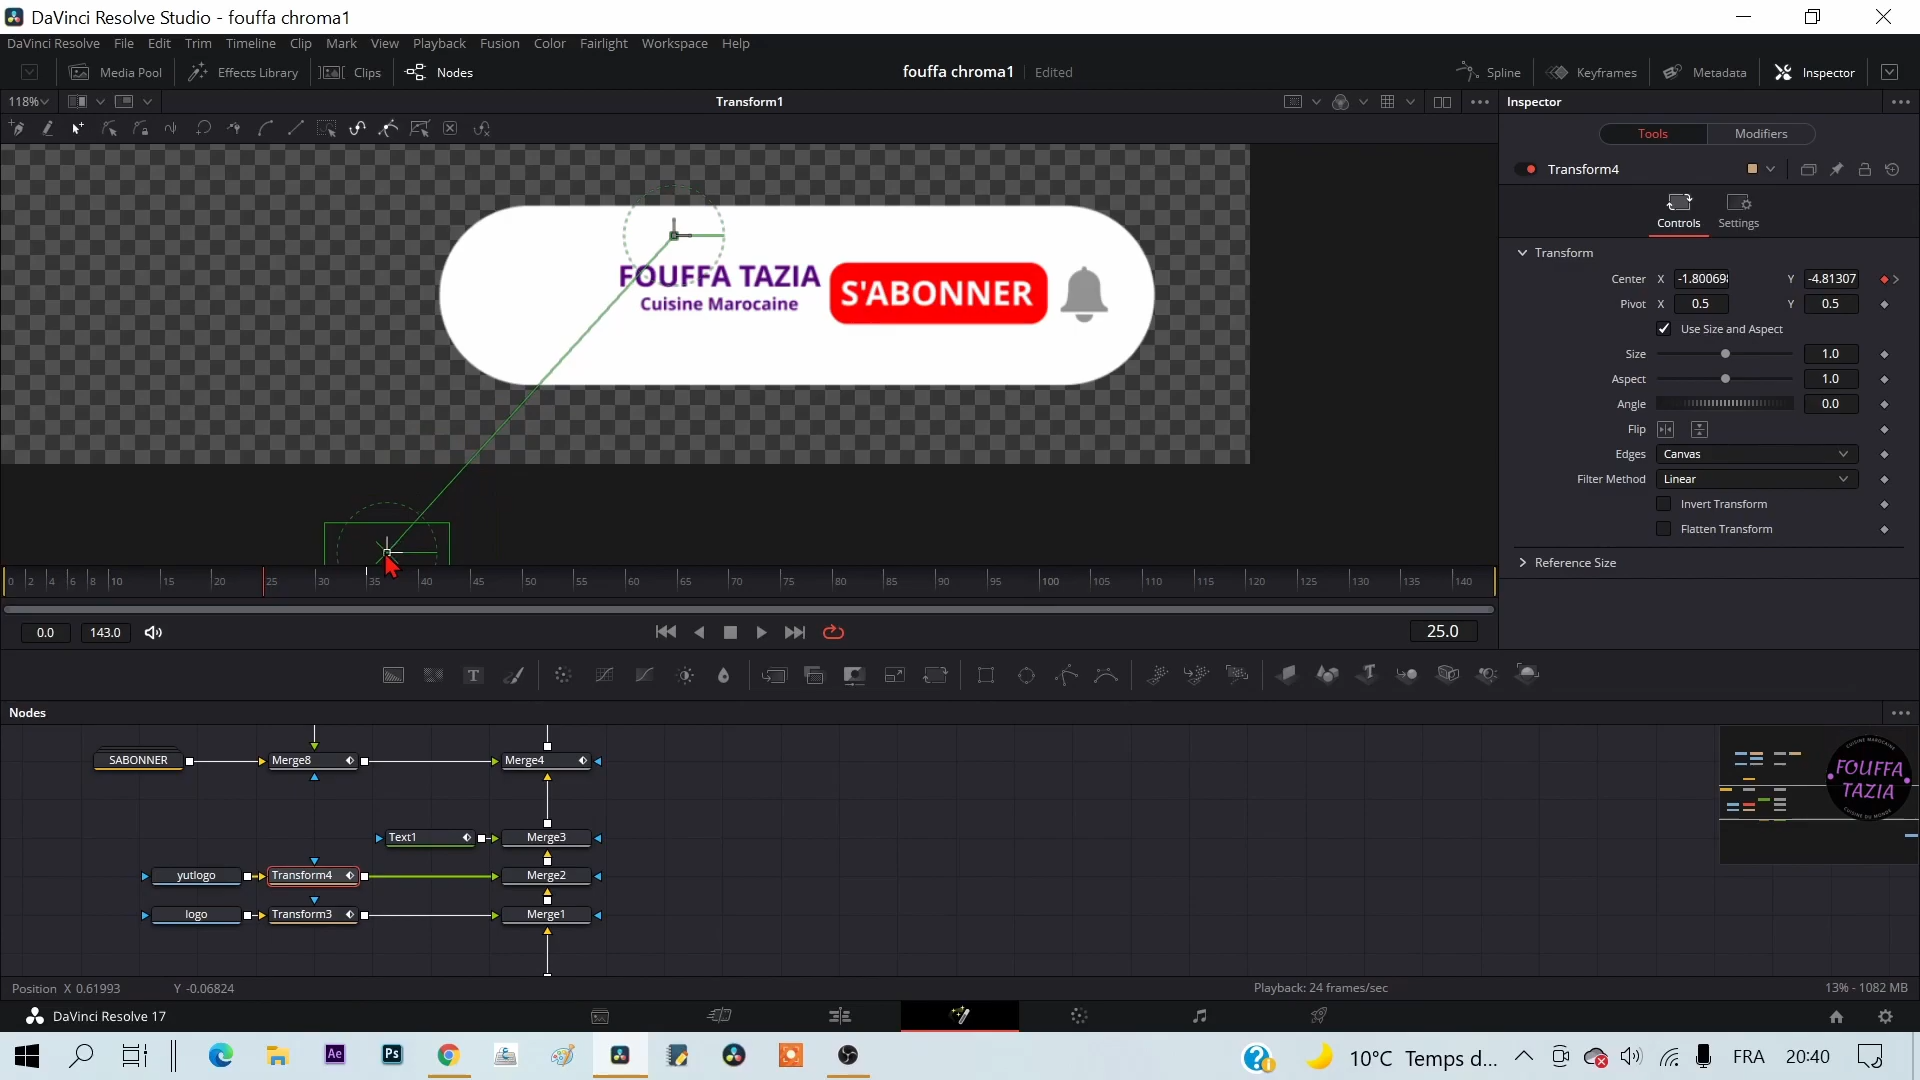 DaVinci Resolve Studio - fouffa chroma1
DaVinci Resolve File Edit Trim Timeline Clip Mark View Playback Fusion Color Fairlight Workspace Help
Media Pool Effects Library Clips Nodes fouffa chroma1 Edited Spline Keyframes Metadata Inspector
118% Transform1 Inspector
Tools Modifiers
Transform4
Controls Settings
Transform
Center X -1.80069 Y -4.81307
Pivot X 0.5 Y 0.5
Use Size and Aspect
Size 1.0
Aspect 1.0
Angle 0.0
Flip
Edges Canvas
Filter Method Linear
Invert Transform
Flatten Transform
Reference Size
FOUFFA TAZIA
Cuisine Marocaine
S'ABONNER
0 2 4 6 8 10 15 20 25 30 35 40 45 50 55 60 65 70 75 80 85 90 95 100 105 110 115 120 125 130 135 140
0.0 143.0 25.0
T
Nodes
SABONNER Merge8 Merge4
Text1 Merge3
yutlogo Transform4 Merge2
logo Transform3 Merge1
CUISINE MAROCAINE
FOUFFA
TAZIA
CUISINE DU MONDE
Position X 0.61993 Y -0.06824 Playback: 24 frames/sec 13% - 1082 MB
DaVinci Resolve 17
Ae Ps 10°C Temps d... FRA 20:40